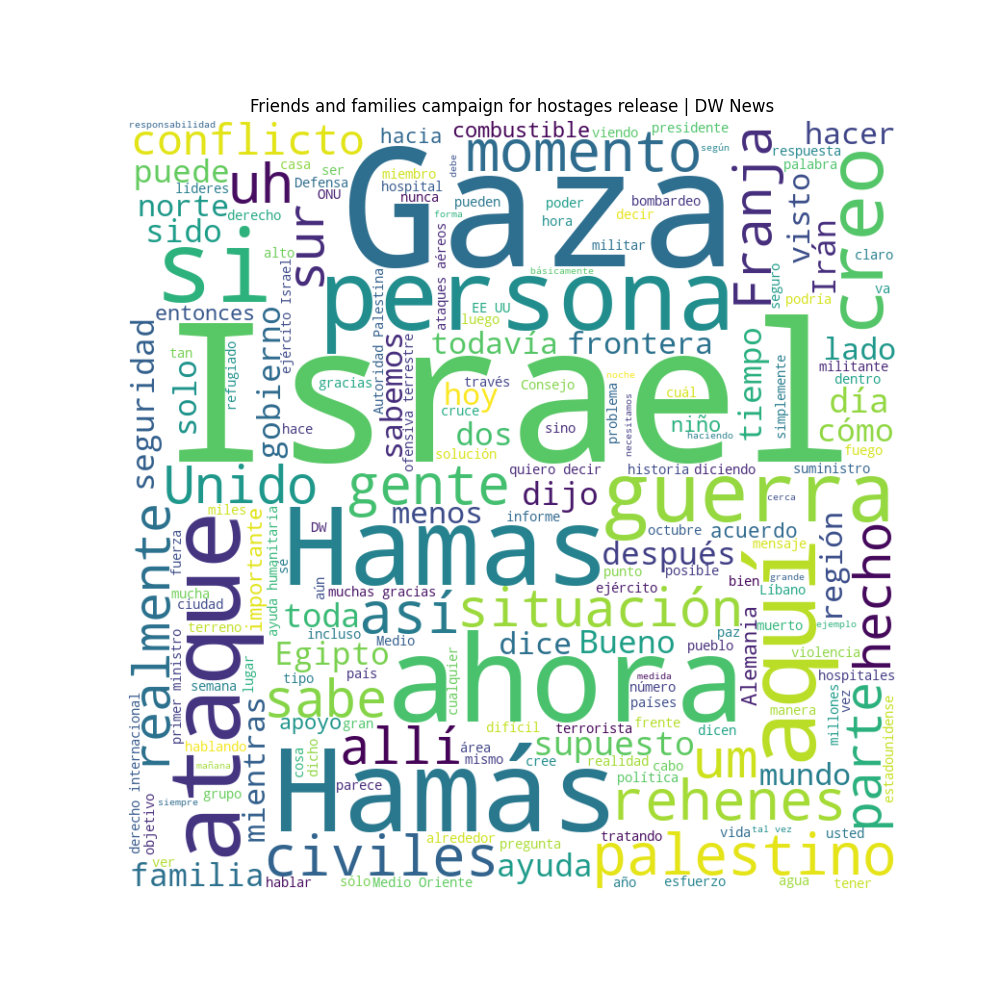 Friends and families campaign for hostages release | DW News
responsabilidad
conflicto
hacia
combustible
viendo
presidente
según
hacer
respuesta
palabra
puede
líderes
uh
casa
ser
Defensa
ONU
miembro
hospital
nunca
debe
momento
Gaza
Franja
creo
visto
Irán
claro
va
norte
derecho
sido
si
sur
alto
forma
pueden
poder
hora
bombardeo
decir
militar
básicamente
seguro
podría
entonces
ejército Israel
Autoridad Palestina
ataques aéreos
persona
EE UU
luego
todavía
frontera
tiempo
lado
militante
dentro
seguridad
tan
solo
refugiado
gobierno
Israel
gracias
sabemos
ofensiva terrestre
través
hoy
cruce
Consejo
noche
cuál
problema
necesitamos
niño
haciendo
simplemente
día
cómo
fuego
hace
dos
sino
solución
quiero decir
historia
diciendo
suministro
Unido
gente
dijo
guerra
cerca
miles
DW
menos
informe
octubre
acuerdo
mensaje
región
hecho
realmente
fuerza
ataque
importante
ayuda humanitaria
sé
Hamas
después
punto
posible
ejército
bien
grande
Líbano
aquí
mucha
ciudad
aún
muchas gracias
terreno
toda
así
situación
paz
muerto
ejemplo
incluso
Medio
dice
Bueno
pueblo
Alemania
violencia
primer ministro
semana
lugar
Egipto
país
tipo
cualquier
ahora
medida
número
países
hospitales
vez
manera
millones
parte
estadounidense
sabe
apoyo
gran
mientras
hablando
mañana
derecho internacional
objetivo
siempre
grupo
cosa
dicho
allí
área
mismo
difícil
terrorista
frente
dicen
supuesto
cree
realidad
cabo
política
um
mundo
parece
Hamás
rehenes
ver
familia
civiles
alrededor
pregunta
tratando
vida
tal vez
usted
ayuda
palestino
hablar
sólo
Medio Oriente
año
esfuerzo
agua
tener